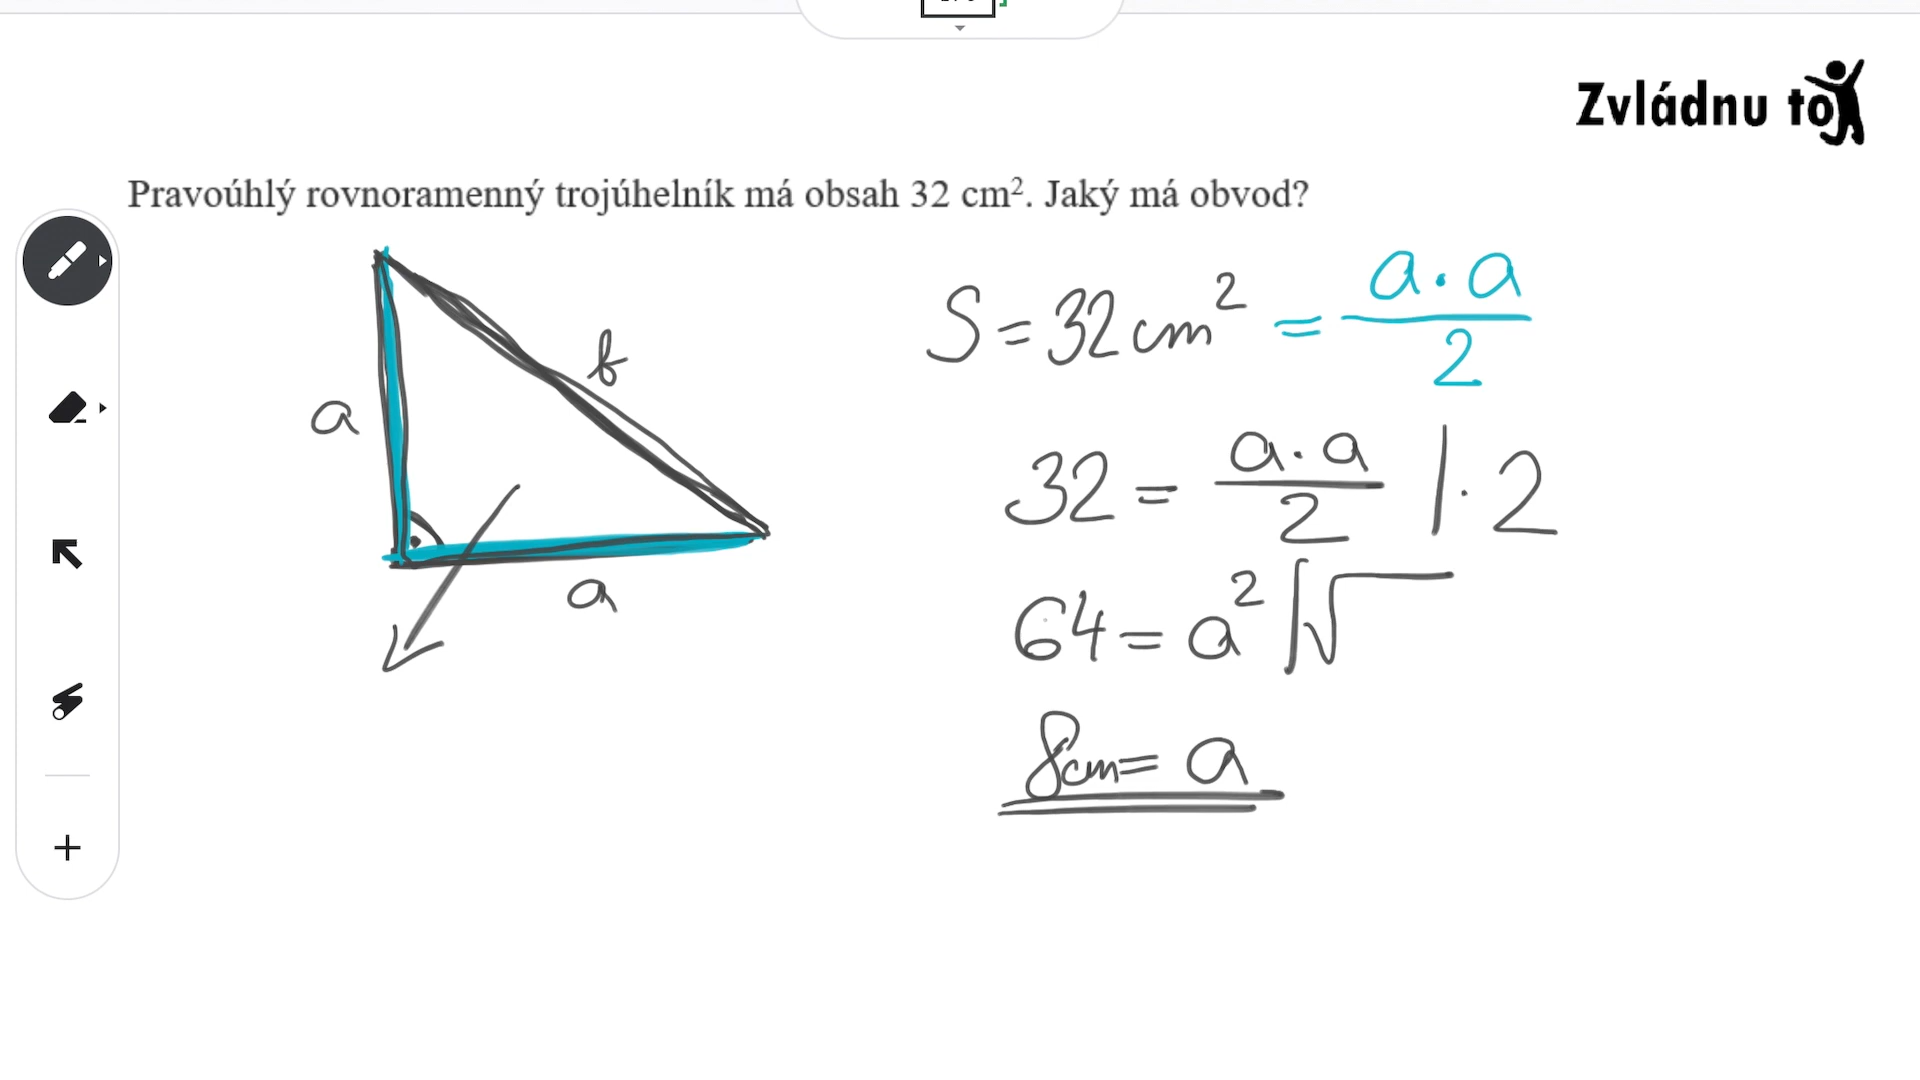 Zvládnu to
Pravoúhlý rovnoramenný trojúhelník má obsah 32 cm². Jaký má obvod?
a
b
a
S = 32 cm² = a · a / 2
32 = a · a / 2 | · 2
64 = a² | √
8cm = a